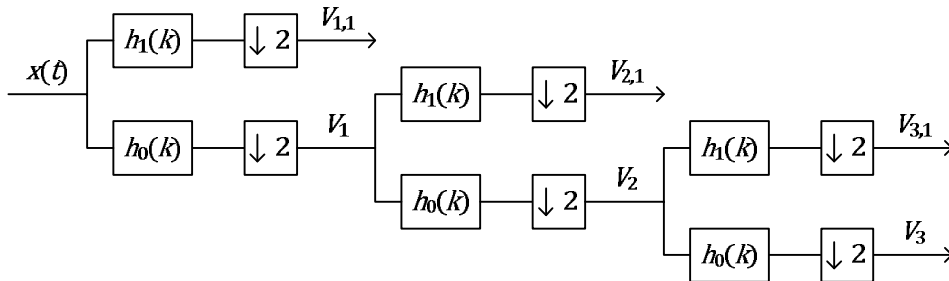 V1,1
h1(k) ↓ 2
x(t)
V2,1
h1(k) ↓ 2
V1
h0(k) ↓ 2
V3,1
h1(k) ↓ 2
V2
h0(k) ↓ 2
V3
h0(k) ↓ 2